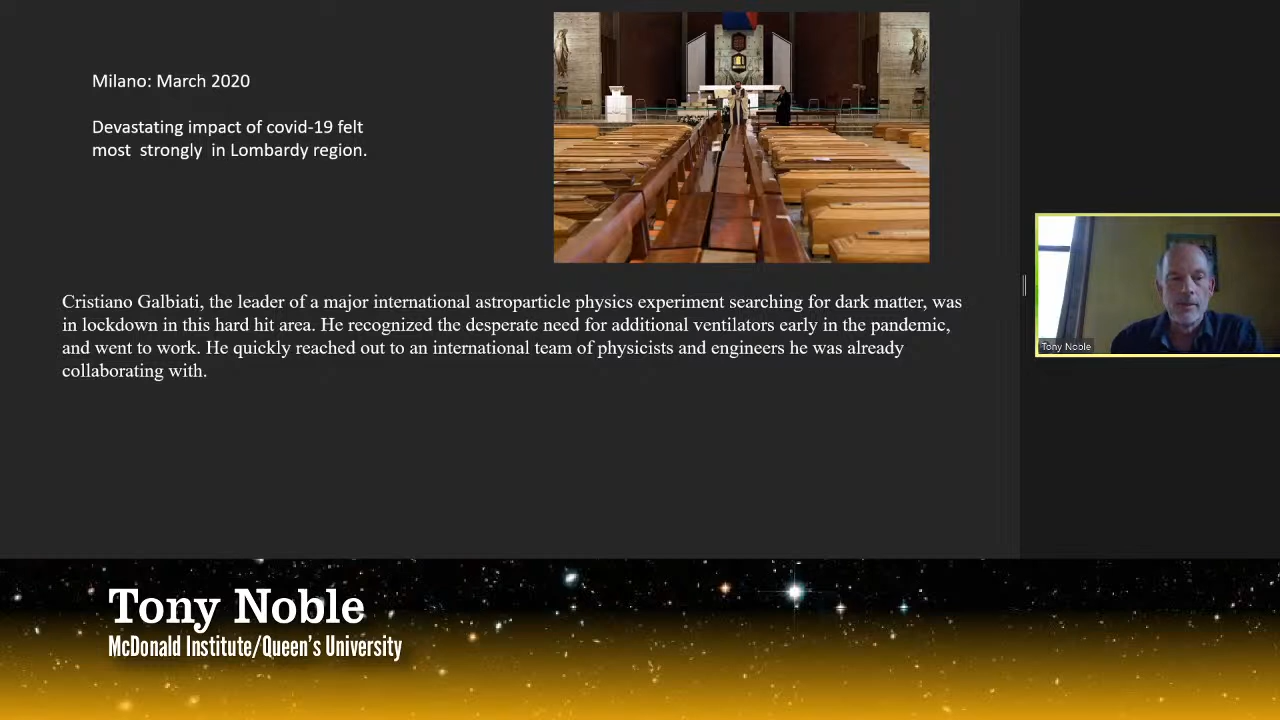 Milano: March 2020
Devastating impact of covid-19 felt
most strongly in Lombardy region.
Cristiano Galbiati, the leader of a major international astroparticle physics experiment searching for dark matter, was
in lockdown in this hard hit area. He recognized the desperate need for additional ventilators early in the pandemic,
and went to work. He quickly reached out to an international team of physicists and engineers he was already
collaborating with.
Tony Noble
Tony Noble
McDonald Institute/Queen's University